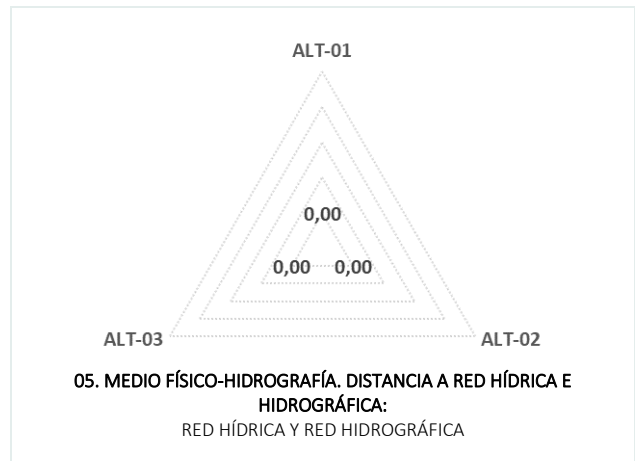 ALT-01
0,00
0,00 0,00
ALT-03 ALT-02
05. MEDIO FÍSICO-HIDROGRAFÍA. DISTANCIA A RED HÍDRICA E
HIDROGRÁFICA:
RED HÍDRICA Y RED HIDROGRÁFICA